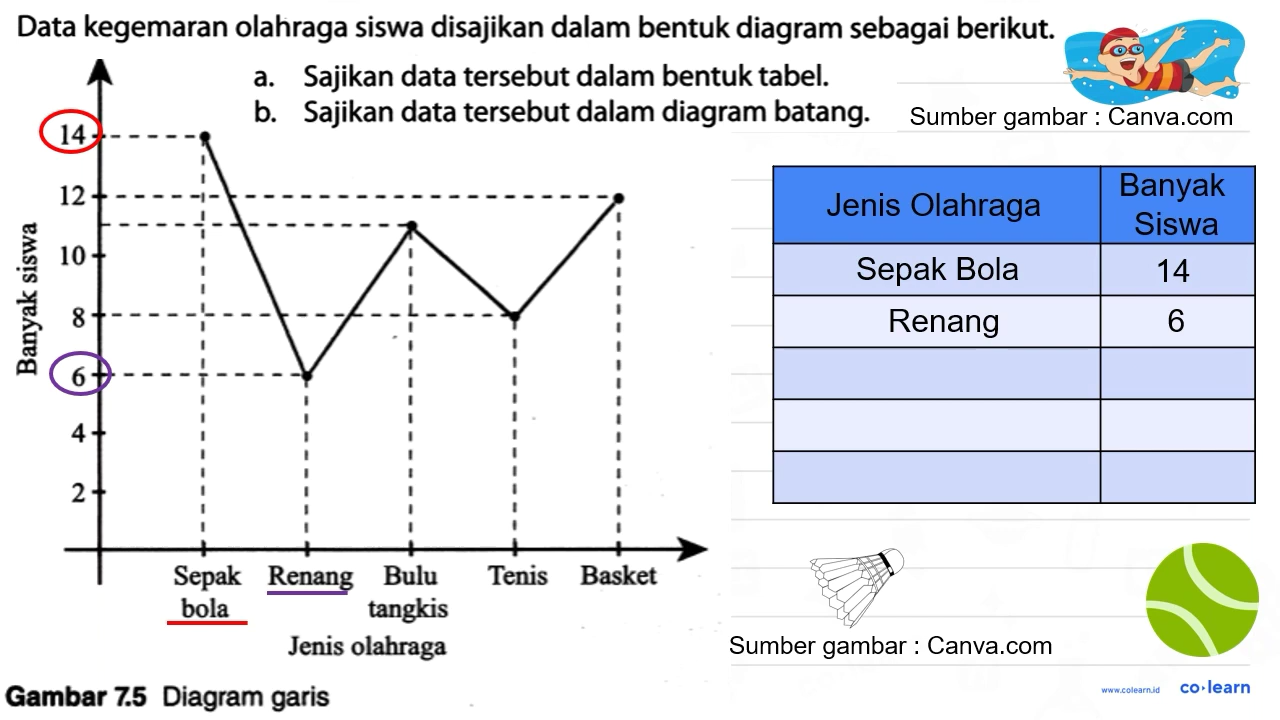 Data kegemaran olahraga siswa disajikan dalam bentuk diagram sebagai berikut.
a. Sajikan data tersebut dalam bentuk tabel.
b. Sajikan data tersebut dalam diagram batang.
Sumber gambar : Canva.com
Banyak siswa
14
12
10
8
6
4
2
Sepak bola
Renang
Bulu tangkis
Tenis
Basket
Jenis olahraga
Gambar 7.5 Diagram garis
Jenis Olahraga Banyak Siswa
Sepak Bola 14
Renang 6
Sumber gambar : Canva.com
www.colearn.id co·learn